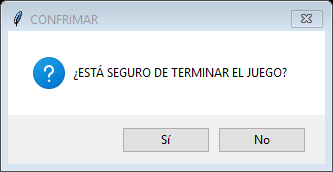 CONFRIMAR
¿ESTÁ SEGURO DE TERMINAR EL JUEGO?
Sí
No